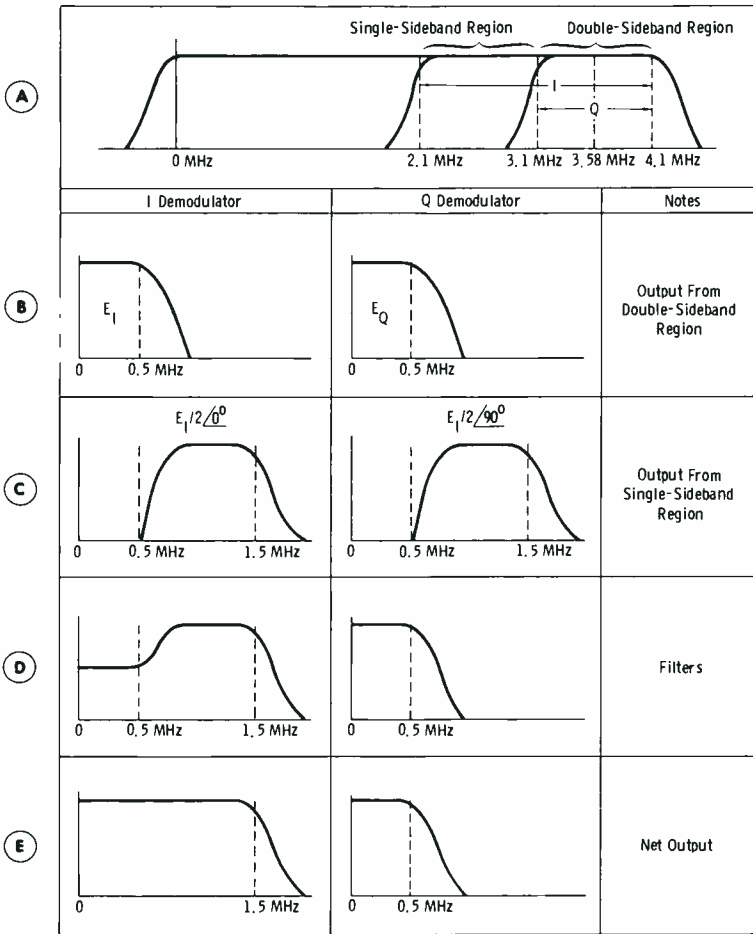 Single-Sideband Region Double-Sideband Region
A
I
Q
0 MHz 2.1 MHz 3.1 MHz 3.58 MHz 4.1 MHz
I Demodulator Q Demodulator Notes
B
E_I
0 0.5 MHz
E_Q
0 0.5 MHz
Output From
Double-Sideband
Region
C
E_I/2/0°
0 0.5 MHz 1.5 MHz
E_I/2/90°
0 0.5 MHz 1.5 MHz
Output From
Single-Sideband
Region
D
0 0.5 MHz 1.5 MHz
0 0.5 MHz
Filters
E
0 1.5 MHz
0 0.5 MHz
Net Output